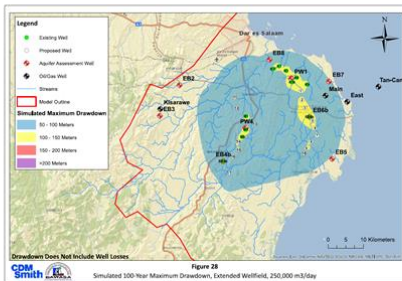 Legend
Existing Well
Proposed Well
Aquifer Assessment Well
Oil/Gas Well
Streams
Model Outline
Simulated Maximum Drawdown
50 - 100 Meters
100 - 150 Meters
150 - 200 Meters
>200 Meters
Dar es Salaam
N
EB8
EB2
PW1
EB7
Tan-Can
Main
East
Kisarawe
EB3
EB6b
PW4
EB4b
EB5
0 5 10 Kilometers
Drawdown Does Not Include Well Losses
CDM
Smith
Figure 28
Simulated 100-Year Maximum Drawdown, Extended Wellfield, 250,000 m3/day